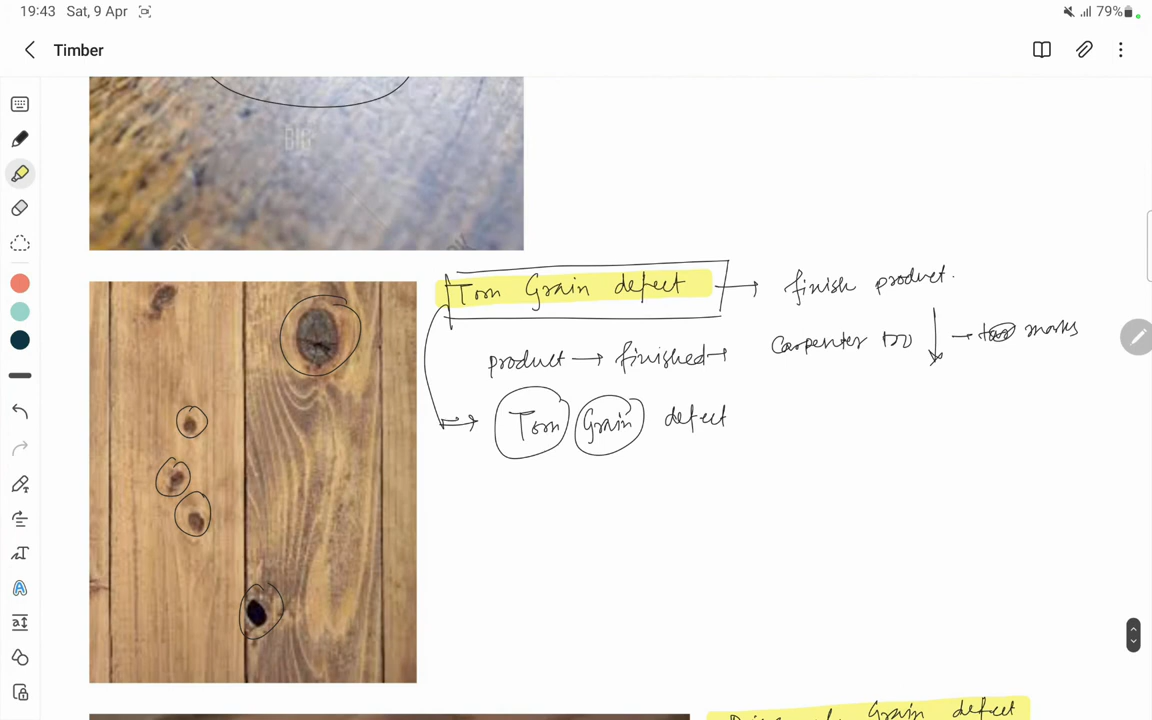 19:43 Sat, 9 Apr
79%
Timber
BIG
Torn Grain defect → finish product.
product → finished → Carpenter → marks
Torn Grain defect
Grain defect